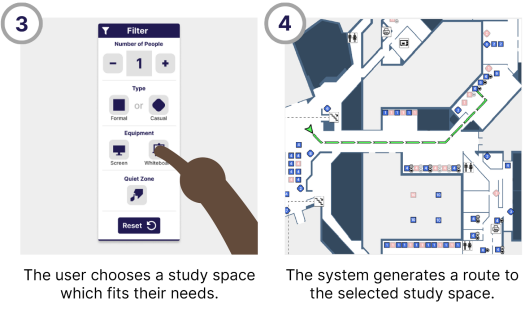 3
Filter
Number of People
− 1 +
Type
or
Formal Casual
Equipment
Screen Whiteboard
Quiet Zone
Reset
The user chooses a study space
which fits their needs.
4
The system generates a route to
the selected study space.